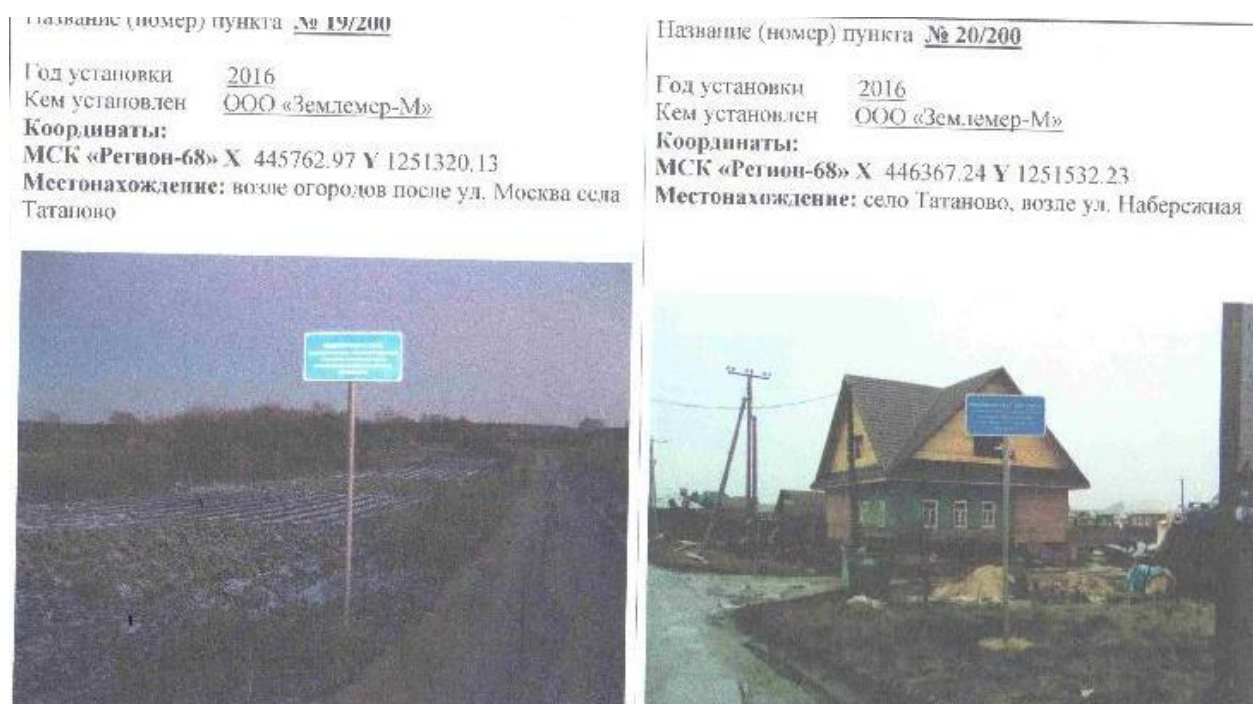 Название (номер) пункта № 19/200
Год установки 2016
Кем установлен ООО «Землемер-М»
Координаты:
МСК «Регион-68» X 445762.97 Y 1251320.13
Местонахождение: возле огородов после ул. Москва села
Татаново
Название (номер) пункта № 20/200
Год установки 2016
Кем установлен ООО «Землемер-М»
Координаты:
МСК «Регион-68» X 446367.24 Y 1251532.23
Местонахождение: село Татаново, возле ул. Набережная